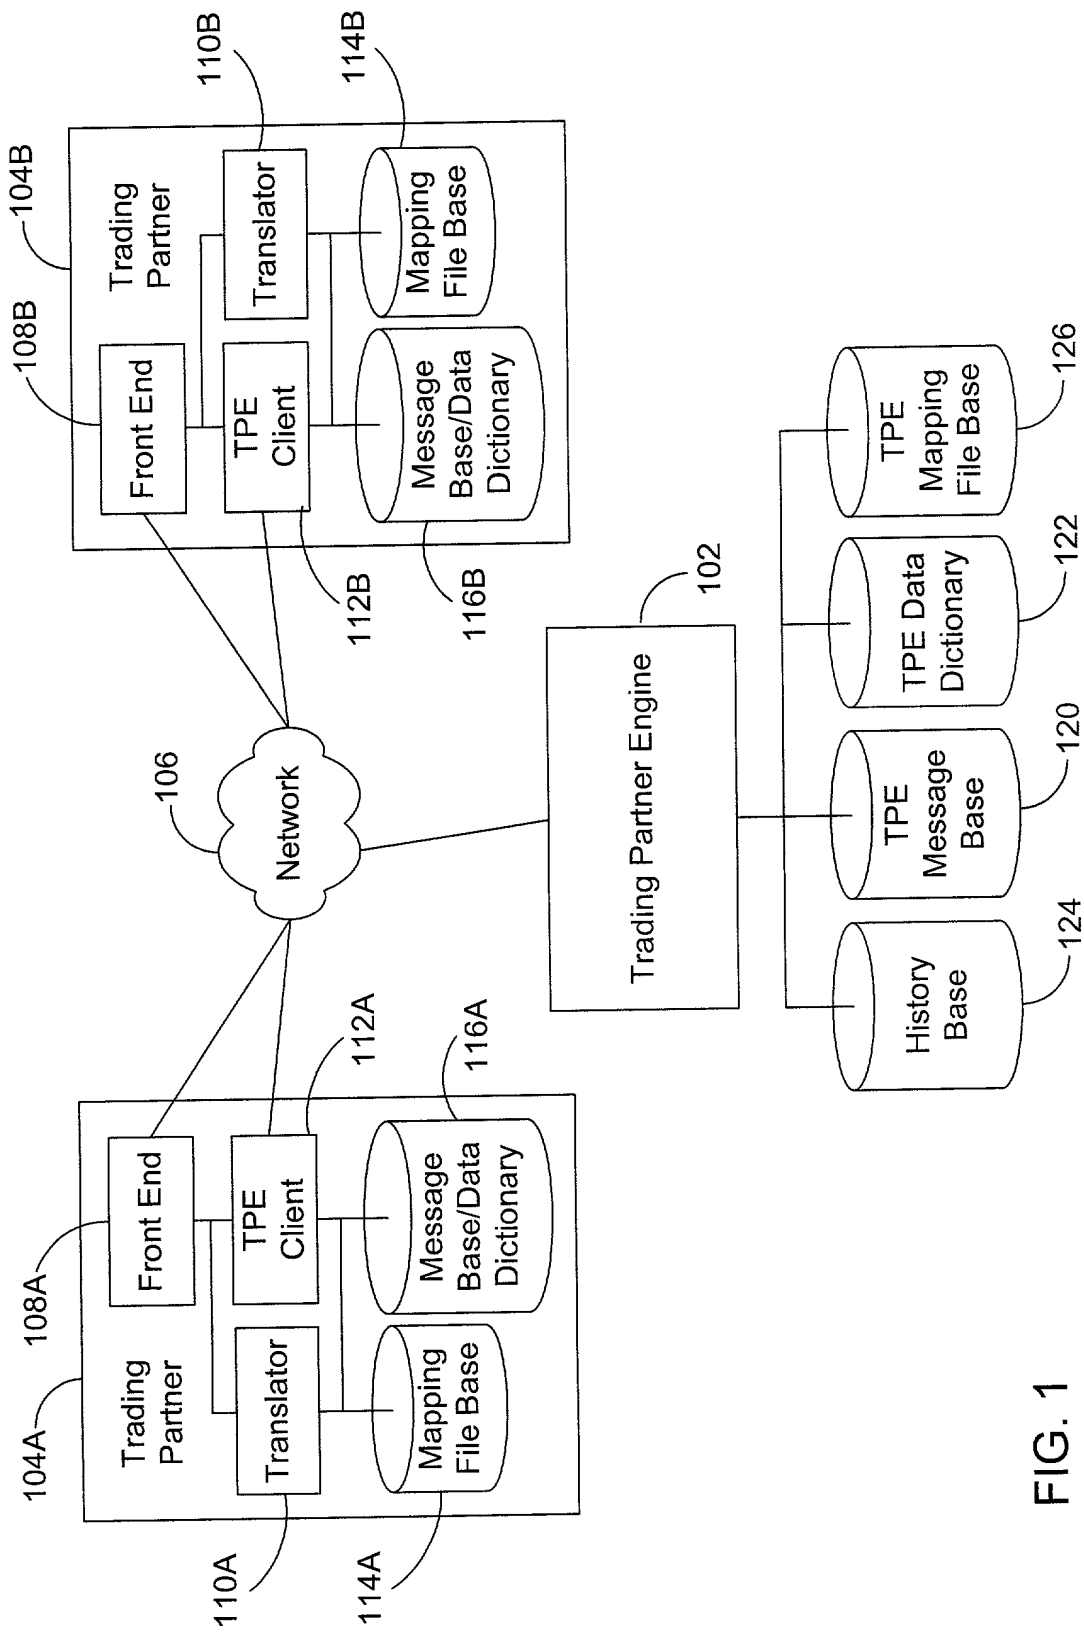 104A
108A
Trading
Partner
Front End
Translator
TPE
Client
110A
112A
Mapping
File Base
Message
Base/Data
Dictionary
114A
116A
106
Network
104B
108B
Trading
Partner
Front End
110B
TPE
Client
Translator
112B
114B
Message
Base/Data
Dictionary
Mapping
File Base
116B
Trading Partner Engine
102
History
Base
TPE
Message
Base
TPE Data
Dictionary
TPE
Mapping
File Base
124
120
122
126
FIG. 1